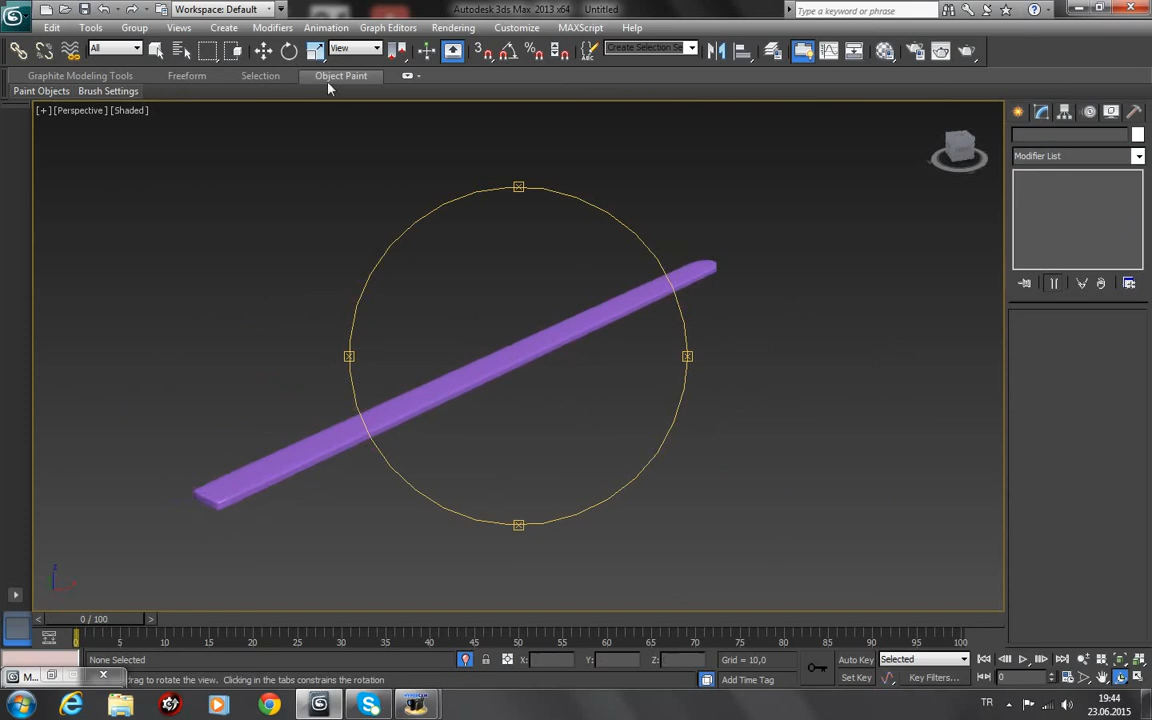 Workspace: Default
Autodesk 3ds Max 2013 x64
Untitled
Type a keyword or phrase
Edit
Tools
Group
Views
Create
Modifiers
Animation
Graph Editors
Rendering
Customize
MAXScript
Help
All
View
3
%
Create Selection Se
Graphite Modeling Tools
Freeform
Selection
Object Paint
Paint Objects
Brush Settings
[+] [Perspective] [Shaded]
Modifier List
z
x
0 / 100
0
5
10
15
20
25
30
35
40
45
50
55
60
65
70
75
80
85
90
95
100
None Selected
X:
Y:
Z:
Grid = 10,0
Auto Key
Selected
M...
drag to rotate the view. Clicking in the tabs constrains the rotation
Add Time Tag
Set Key
Key Filters...
0
TR
19:44
23.06.2015